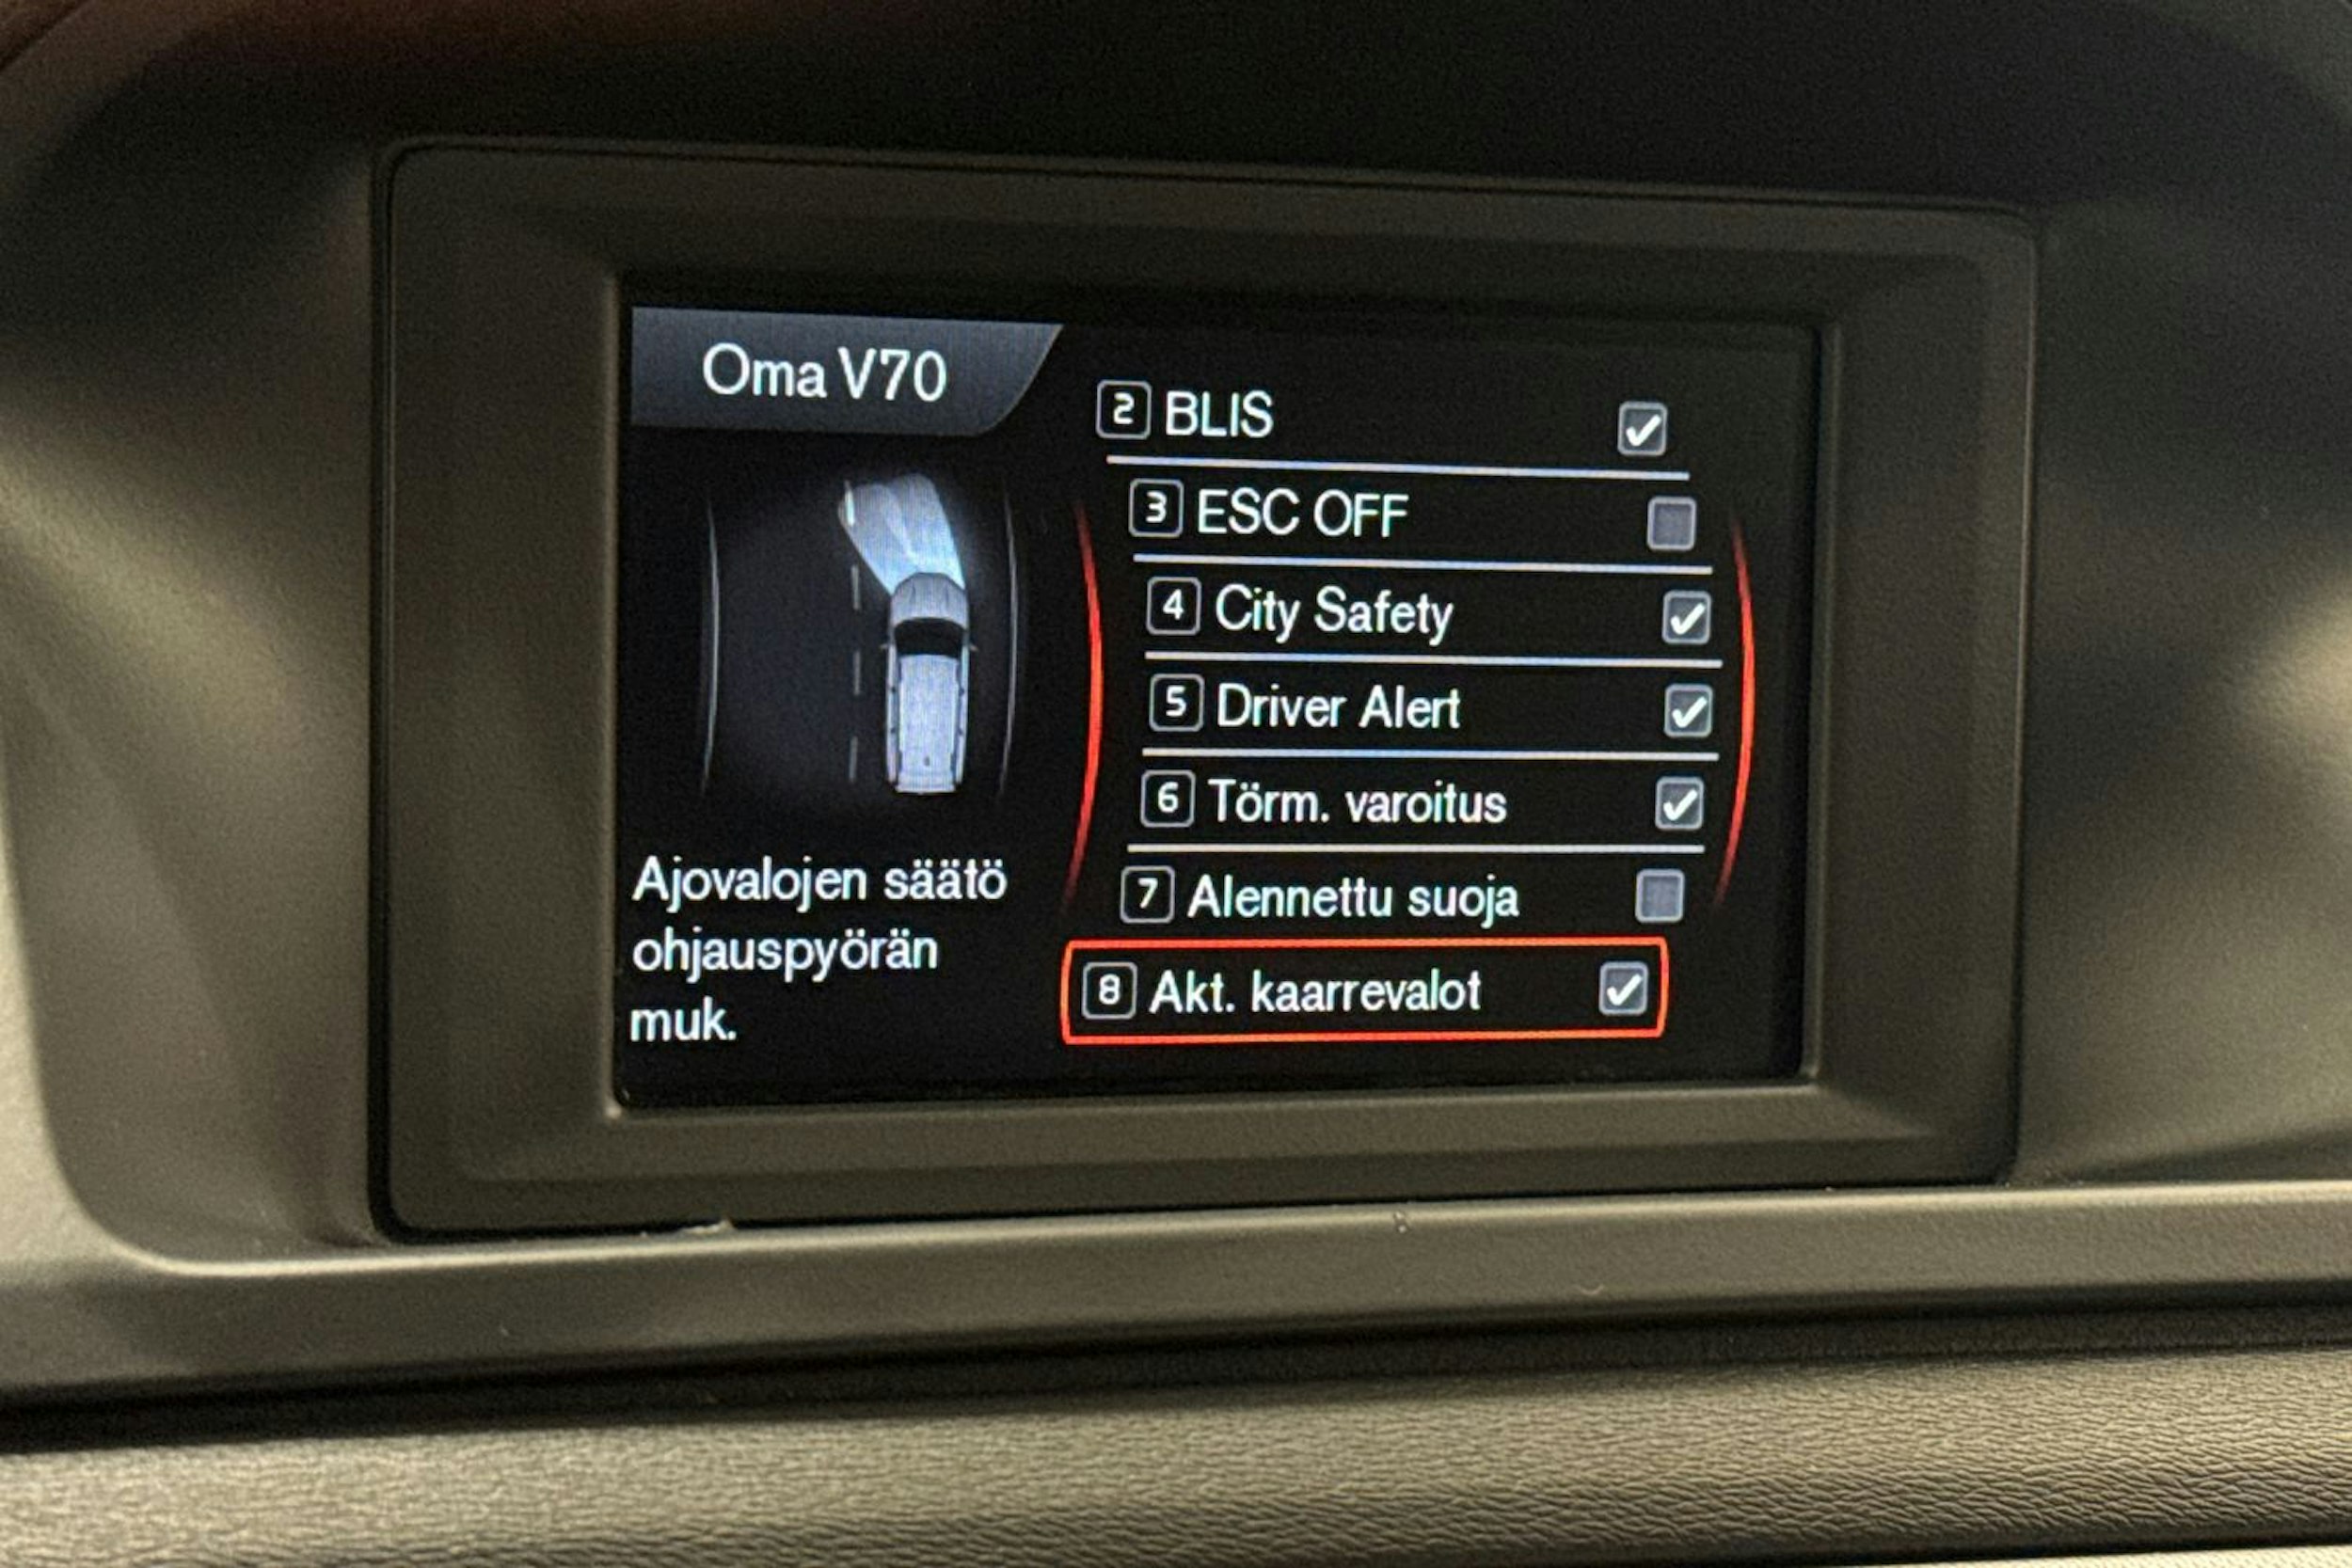 Oma V70
2 BLIS
3 ESC OFF
4 City Safety
5 Driver Alert
6 Törm. varoitus
7 Alennettu suoja
8 Akt. kaarrevalot
Ajovalojen säätö
ohjauspyörän
muk.